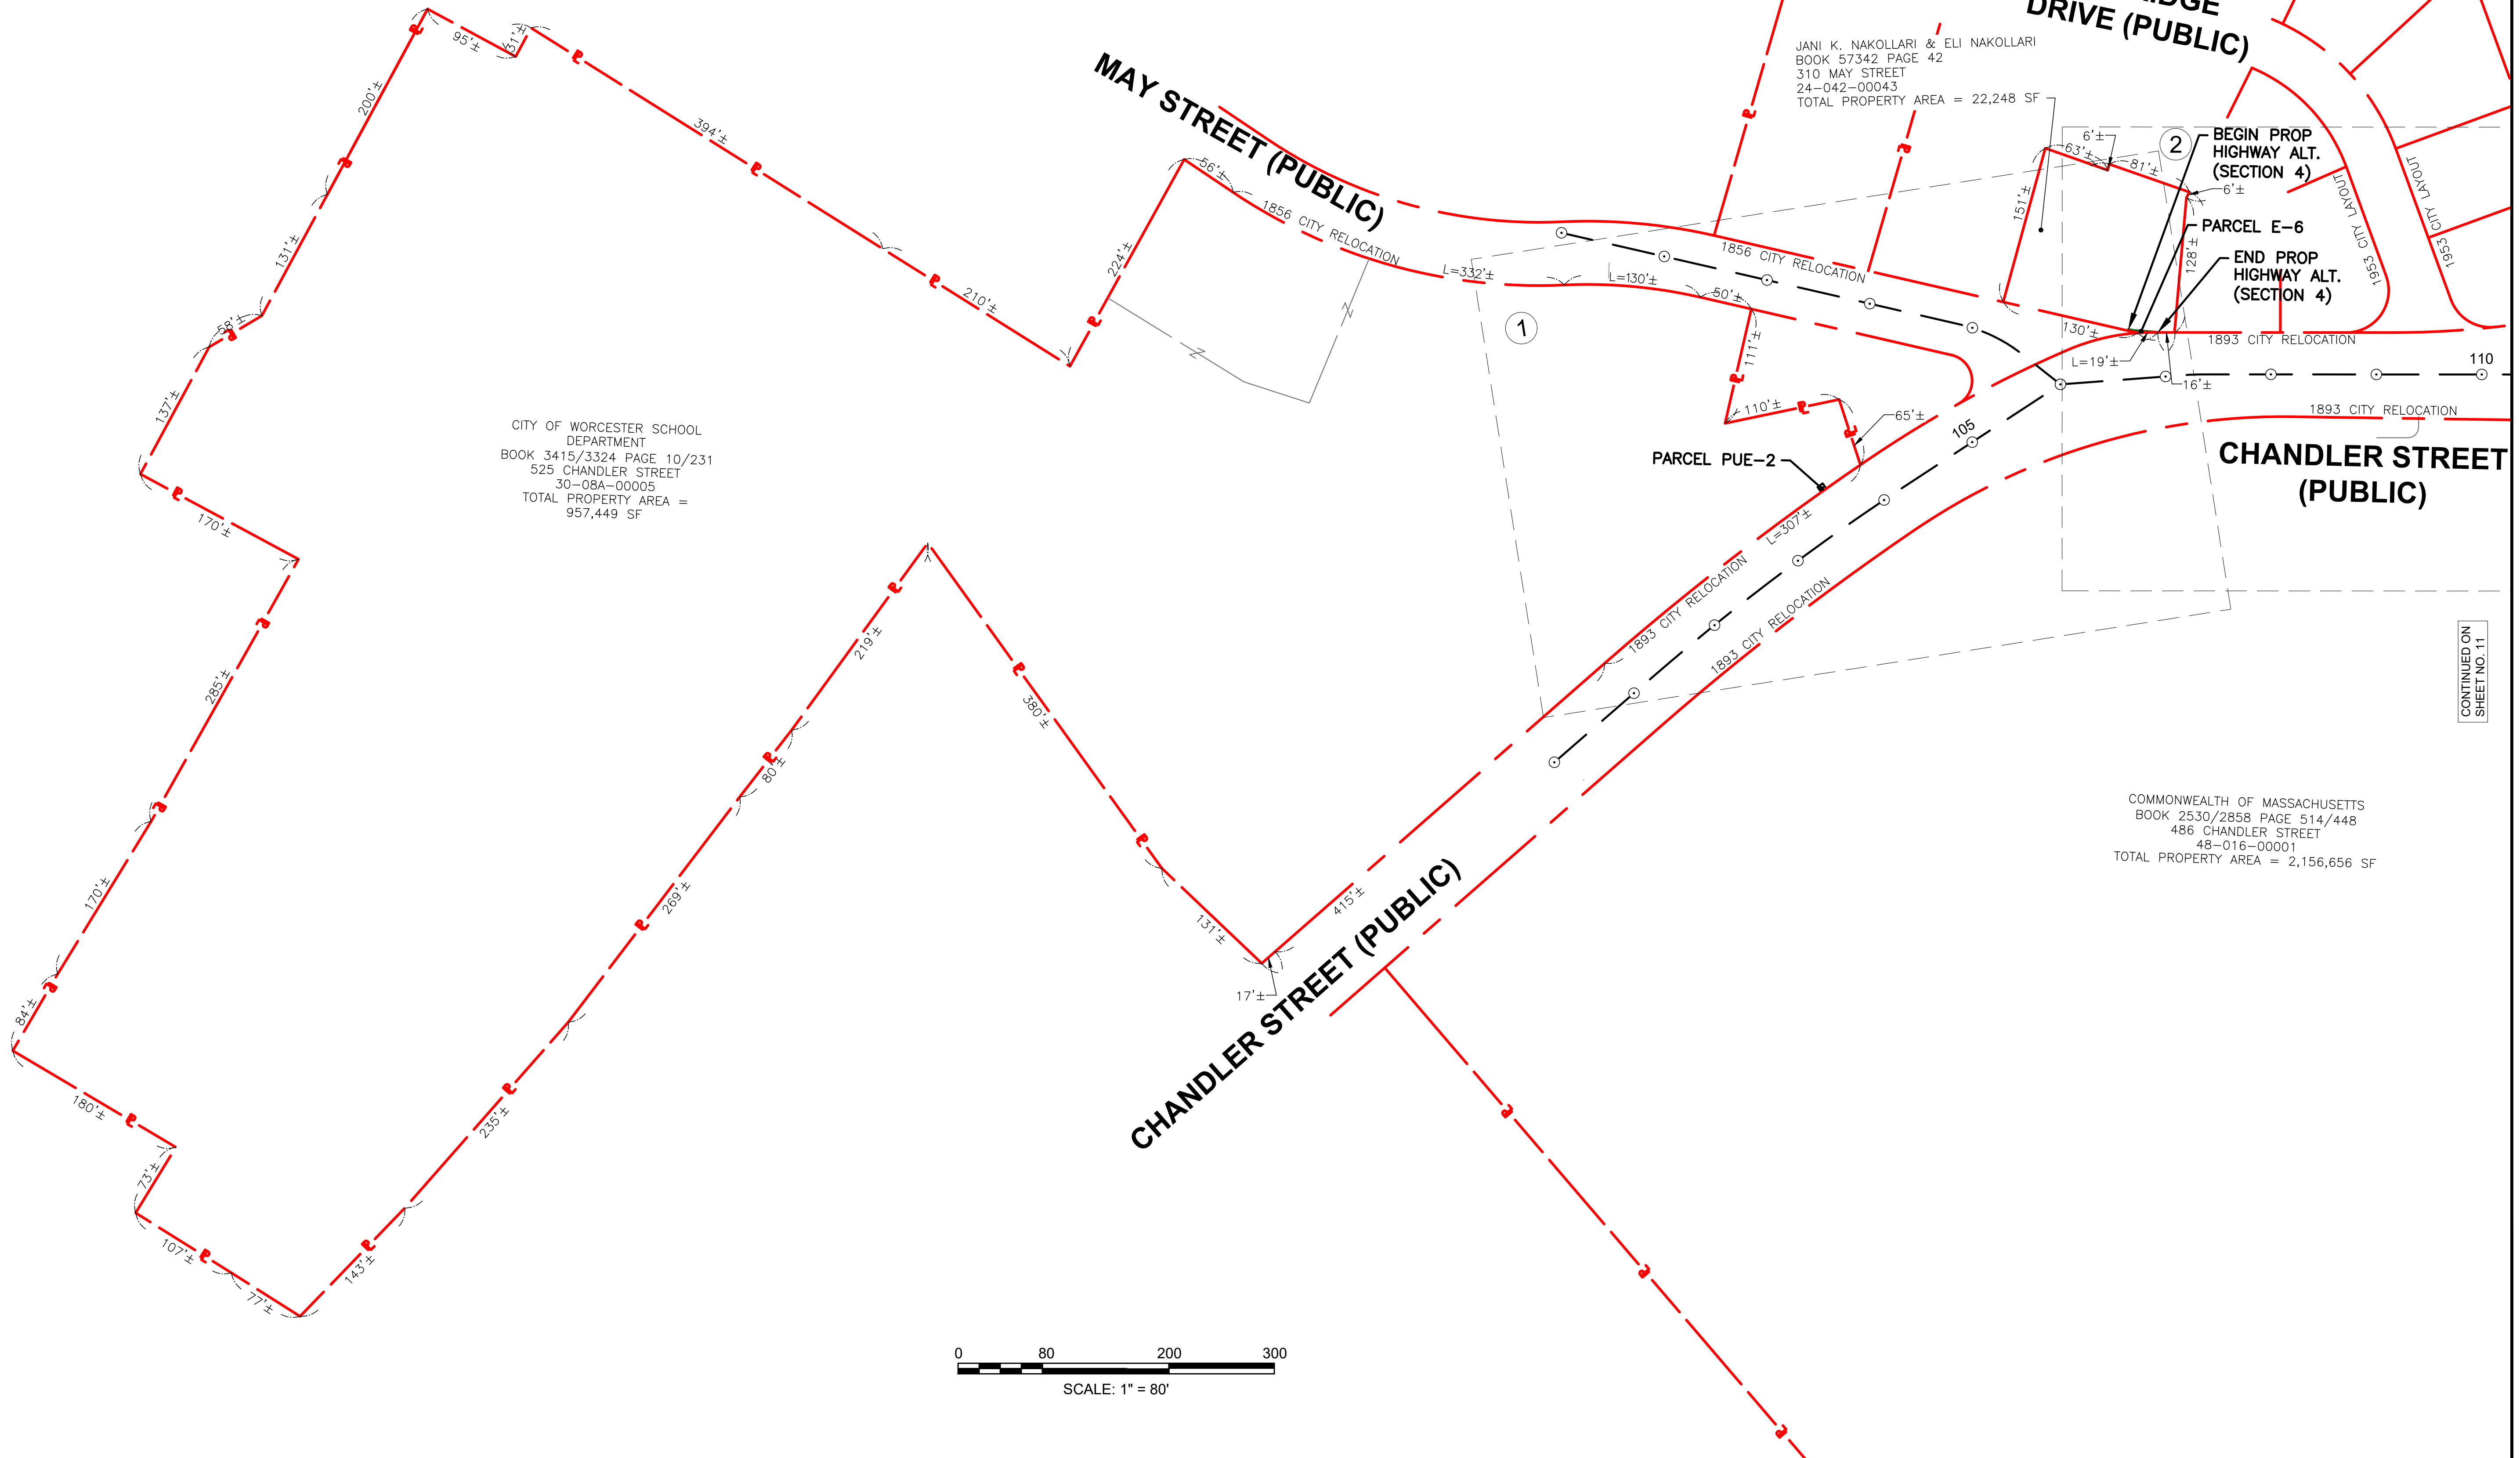 DRIVE (PUBLIC)
JANI K. NAKOLLARI & ELI NAKOLLARI
BOOK 57342 PAGE 42
310 MAY STREET
24-042-00043
TOTAL PROPERTY AREA = 22,248 SF
MAY STREET (PUBLIC)
95'±
31'±
200'±
394'±
131'±
58'±
210'±
224'±
56'±
1856 CITY RELOCATION
L=332'±
L=130'±
50'±
1856 CITY RELOCATION
6'±
63'±
81'±
6'±
151'±
128'±
130'±
L=19'±
16'±
2
BEGIN PROP
HIGHWAY ALT.
(SECTION 4)
PARCEL E-6
END PROP
HIGHWAY ALT.
(SECTION 4)
1953 CITY LAYOUT
1953 CITY LAYOUT
1893 CITY RELOCATION
110
1893 CITY RELOCATION
CHANDLER STREET
(PUBLIC)
1
111'±
110'±
65'±
105
PARCEL PUE-2
L=307'±
1893 CITY RELOCATION
1893 CITY RELOCATION
137'±
CITY OF WORCESTER SCHOOL
DEPARTMENT
BOOK 3415/3324 PAGE 10/231
525 CHANDLER STREET
30-08A-00005
TOTAL PROPERTY AREA =
957,449 SF
170'±
285'±
219'±
380'±
80'±
170'±
269'±
131'±
415'±
17'±
84'±
180'±
73'±
235'±
107'±
77'±
143'±
CHANDLER STREET (PUBLIC)
CONTINUED ON
SHEET NO. 11
COMMONWEALTH OF MASSACHUSETTS
BOOK 2530/2858 PAGE 514/448
486 CHANDLER STREET
48-016-00001
TOTAL PROPERTY AREA = 2,156,656 SF
0 80 200 300
SCALE: 1" = 80'